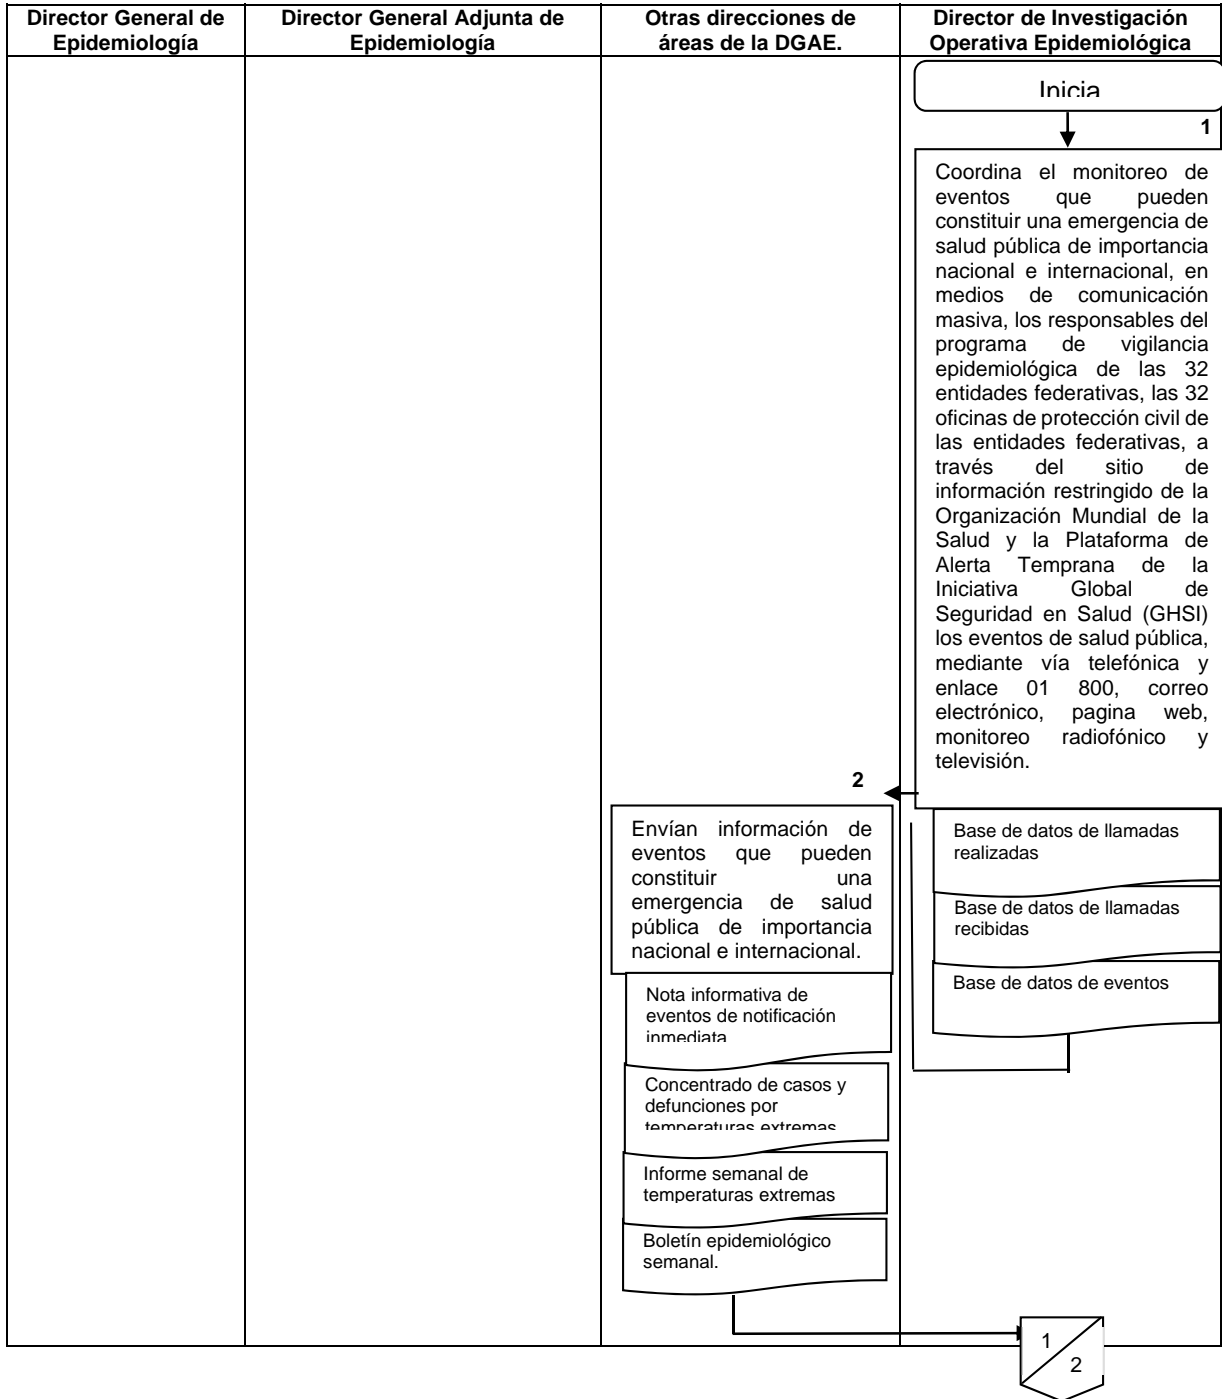 Director General de
Epidemiología
Director General Adjunta de
Epidemiología
Otras direcciones de
áreas de la DGAE.
Director de Investigación
Operativa Epidemiológica
Inicia
1
Coordina el monitoreo de
eventos que pueden
constituir una emergencia de
salud pública de importancia
nacional e internacional, en
medios de comunicación
masiva, los responsables del
programa de vigilancia
epidemiológica de las 32
entidades federativas, las 32
oficinas de protección civil de
las entidades federativas, a
través del sitio de
información restringido de la
Organización Mundial de la
Salud y la Plataforma de
Alerta Temprana de la
Iniciativa Global de
Seguridad en Salud (GHSI)
los eventos de salud pública,
mediante vía telefónica y
enlace 01 800, correo
electrónico, pagina web,
monitoreo radiofónico y
televisión.
Base de datos de llamadas
realizadas
Base de datos de llamadas
recibidas
Base de datos de eventos
2
Envían información de
eventos que pueden
constituir una
emergencia de salud
pública de importancia
nacional e internacional.
Nota informativa de
eventos de notificación
inmediata
Concentrado de casos y
defunciones por
temperaturas extremas
Informe semanal de
temperaturas extremas
Boletín epidemiológico
semanal.
1
2